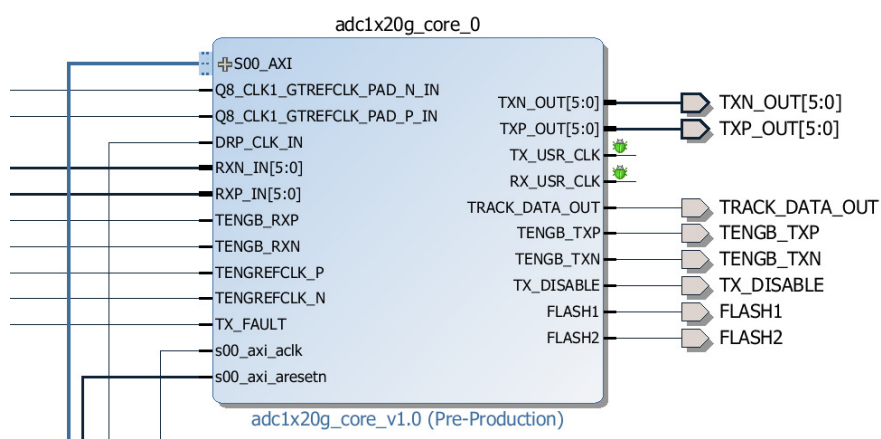 adc1x20g_core_0
S00_AXI
Q8_CLK1_GTREFCLK_PAD_N_IN
Q8_CLK1_GTREFCLK_PAD_P_IN
DRP_CLK_IN
RXN_IN[5:0]
RXP_IN[5:0]
TENGB_RXP
TENGB_RXN
TENGREFCLK_P
TENGREFCLK_N
TX_FAULT
s00_axi_aclk
s00_axi_aresetn
TXN_OUT[5:0]
TXP_OUT[5:0]
TX_USR_CLK
RX_USR_CLK
TRACK_DATA_OUT
TENGB_TXP
TENGB_TXN
TX_DISABLE
FLASH1
FLASH2
TXN_OUT[5:0]
TXP_OUT[5:0]
TRACK_DATA_OUT
TENGB_TXP
TENGB_TXN
TX_DISABLE
FLASH1
FLASH2
adc1x20g_core_v1.0 (Pre-Production)